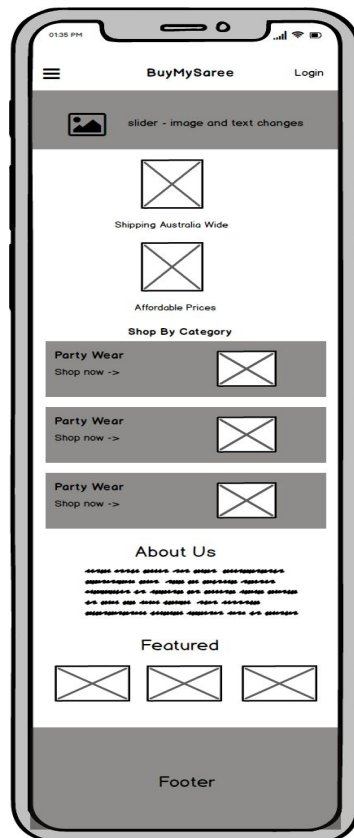 01:35 PM
BuyMySaree Login
slider - image and text changes
Shipping Australia Wide
Affordable Prices
Shop By Category
Party Wear
Shop now ->
Party Wear
Shop now ->
Party Wear
Shop now ->
About Us
Featured
Footer